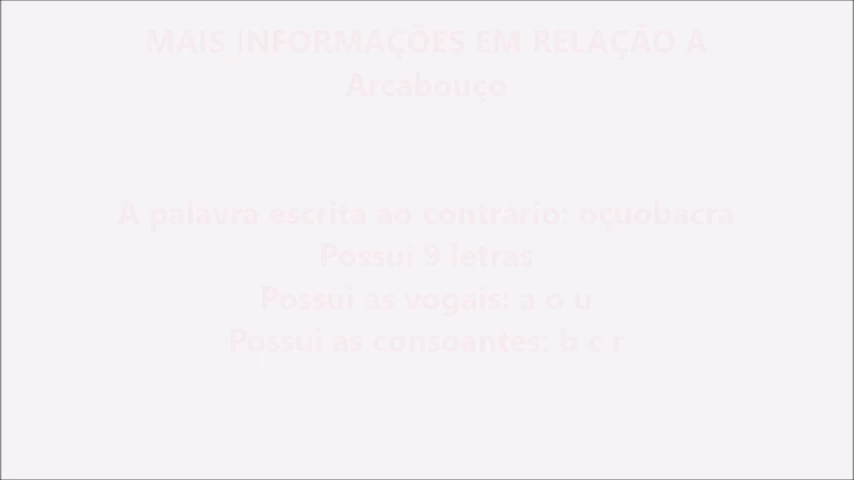 MAIS INFORMAÇÕES EM RELAÇÃO A
Arcabouço
A palavra escrita ao contrário: oçuobacra
Possui 9 letras
Possui as vogais: a o u
Possui as consoantes: b c r